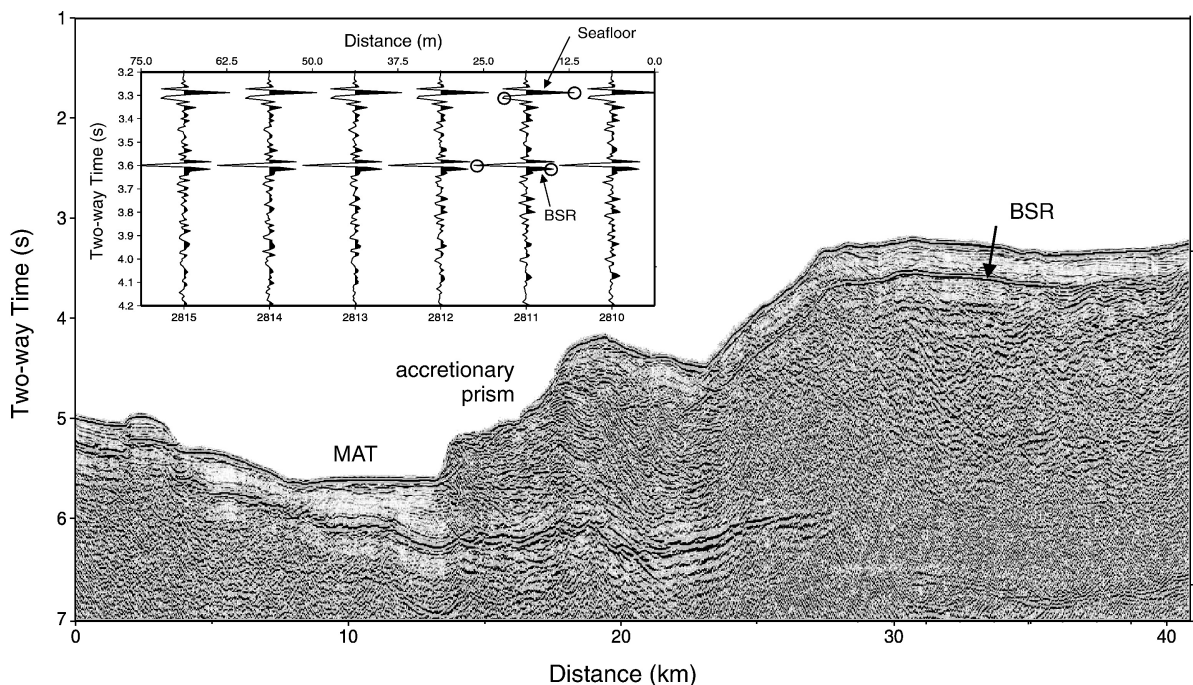 1
2
3
4
5
6
7
Two-way Time (s)
Distance (m)
75.0 62.5 50.0 37.5 25.0 12.5 0.0
Seafloor
3.2
3.3
3.4
3.5
3.6
3.7
3.8
3.9
4.0
4.1
4.2
Two-way Time (s)
BSR
2815 2814 2813 2812 2811 2810
BSR
accretionary
prism
MAT
0 10 20 30 40
Distance (km)